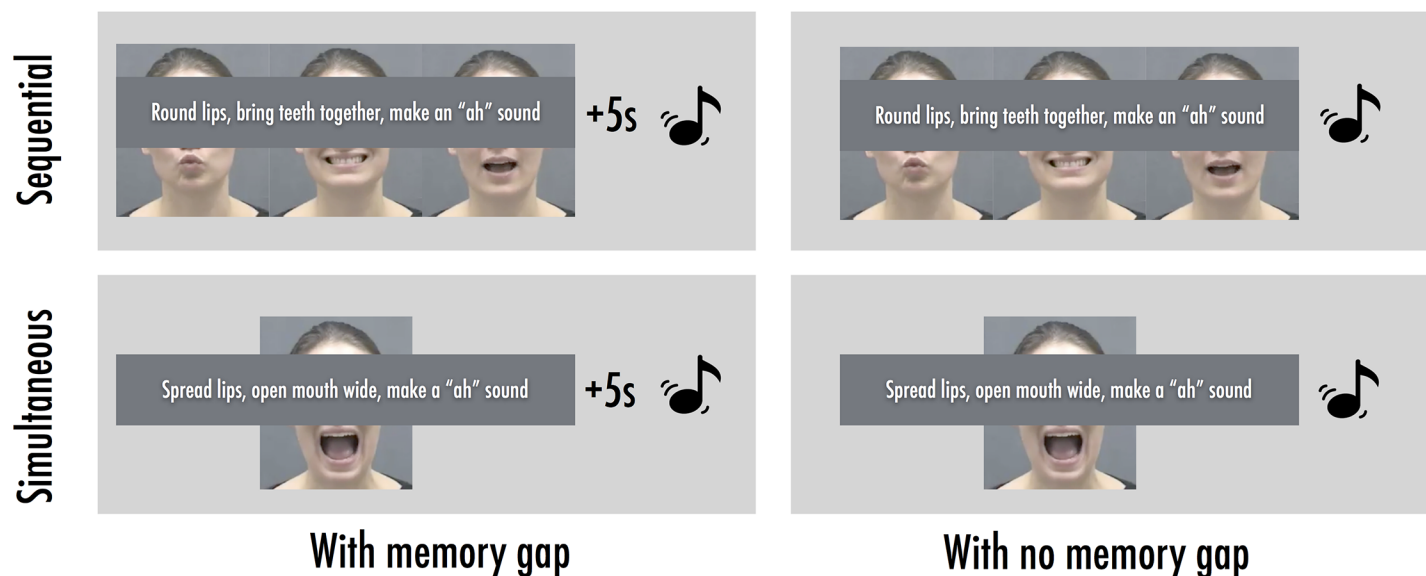 Sequential
Round lips, bring teeth together, make an “ah” sound
+5s
Round lips, bring teeth together, make an “ah” sound
Simultaneous
Spread lips, open mouth wide, make a “ah” sound
+5s
Spread lips, open mouth wide, make a “ah” sound
With memory gap
With no memory gap